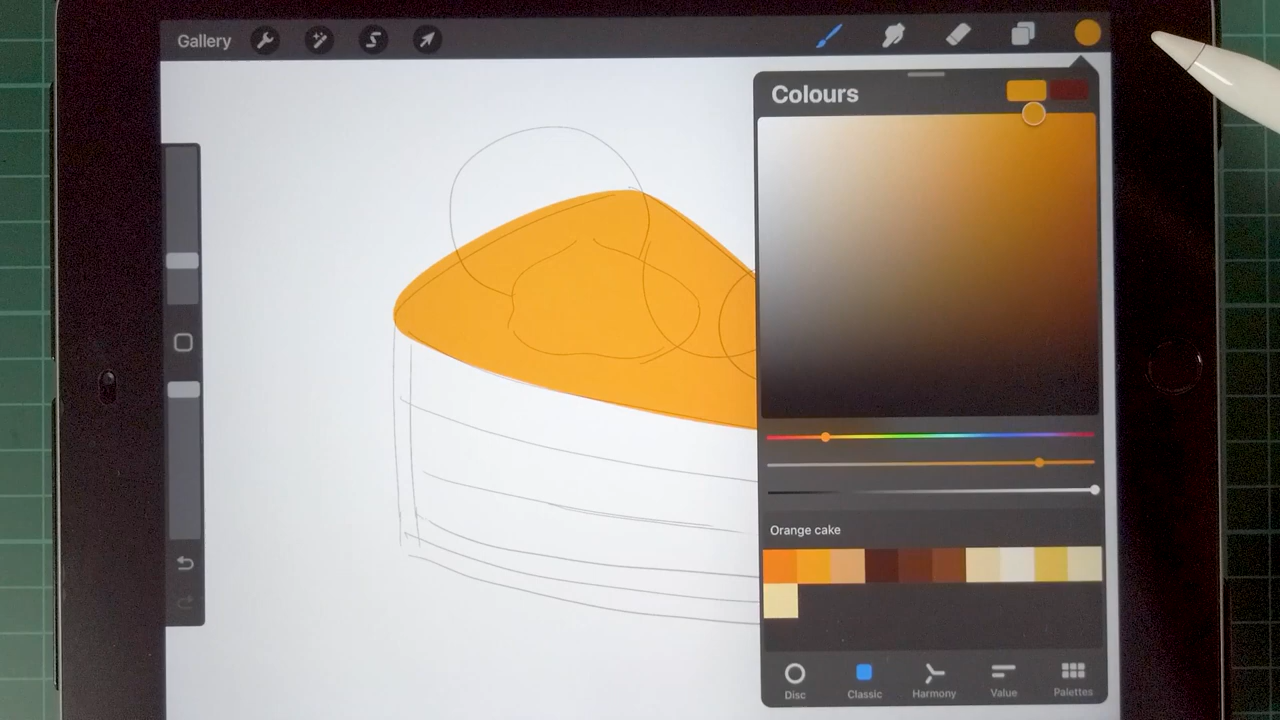 Gallery
Colours
Orange cake
Disc
Classic
Harmony
Value
Palettes